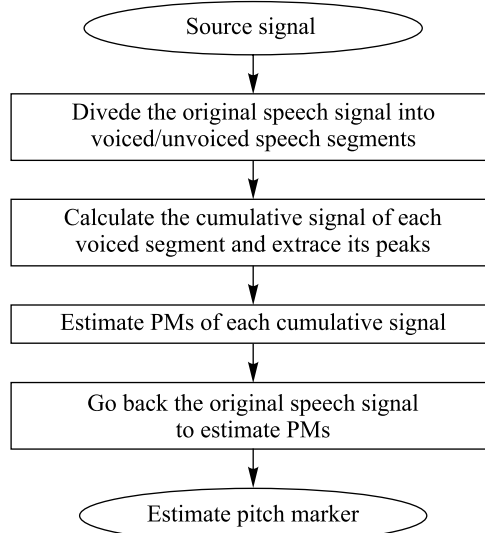 Source signal
Divede the original speech signal into
voiced/unvoiced speech segments
Calculate the cumulative signal of each
voiced segment and extrace its peaks
Estimate PMs of each cumulative signal
Go back the original speech signal
to estimate PMs
Estimate pitch marker